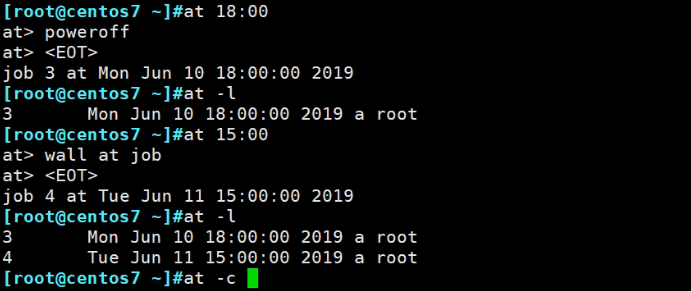 [root@centos7 ~]#at 18:00
at> poweroff
at> <EOT>
job 3 at Mon Jun 10 18:00:00 2019
[root@centos7 ~]#at -l
3       Mon Jun 10 18:00:00 2019 a root
[root@centos7 ~]#at 15:00
at> wall at job
at> <EOT>
job 4 at Tue Jun 11 15:00:00 2019
[root@centos7 ~]#at -l
3       Mon Jun 10 18:00:00 2019 a root
4       Tue Jun 11 15:00:00 2019 a root
[root@centos7 ~]#at -c